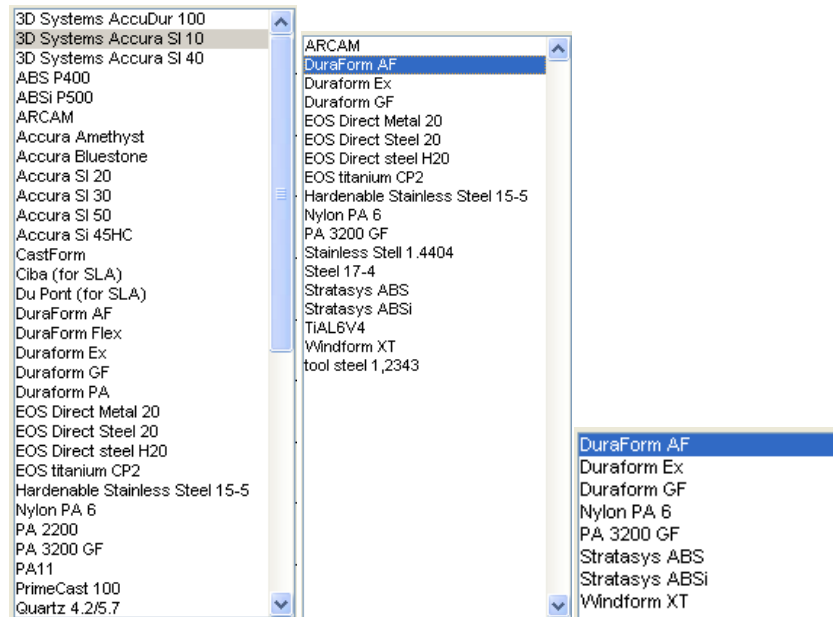 3D Systems AccuDur 100
3D Systems Accura SI 10
3D Systems Accura SI 40
ABS P400
ABSi P500
ARCAM
Accura Amethyst
Accura Bluestone
Accura SI 20
Accura SI 30
Accura SI 50
Accura Si 45HC
CastForm
Ciba (for SLA)
Du Pont (for SLA)
DuraForm AF
DuraForm Flex
Duraform Ex
Duraform GF
Duraform PA
EOS Direct Metal 20
EOS Direct Steel 20
EOS Direct steel H20
EOS titanium CP2
Hardenable Stainless Steel 15-5
Nylon PA 6
PA 2200
PA 3200 GF
PA11
PrimeCast 100
Quartz 4.2/5.7
ARCAM
DuraForm AF
Duraform Ex
Duraform GF
EOS Direct Metal 20
EOS Direct Steel 20
EOS Direct steel H20
EOS titanium CP2
Hardenable Stainless Steel 15-5
Nylon PA 6
PA 3200 GF
Stainless Stell 1.4404
Steel 17-4
Stratasys ABS
Stratasys ABSi
TiAL6V4
Windform XT
tool steel 1,2343
DuraForm AF
Duraform Ex
Duraform GF
Nylon PA 6
PA 3200 GF
Stratasys ABS
Stratasys ABSi
Windform XT